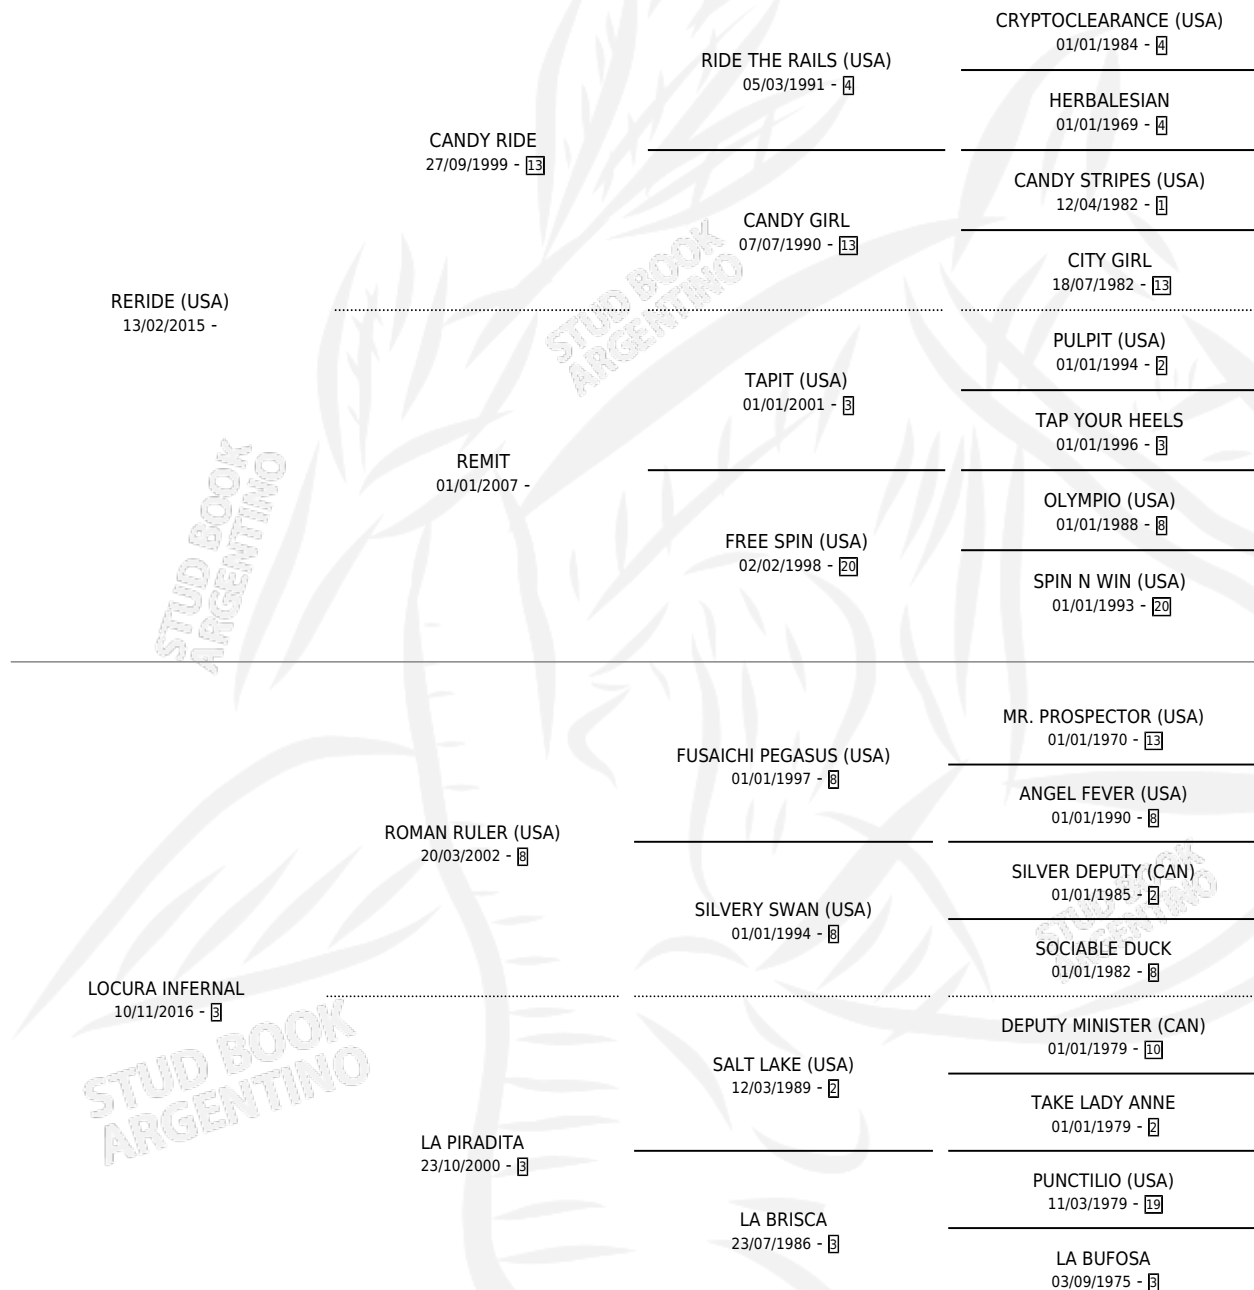 CRYPTOCLEARANCE (USA)
01/01/1984 - 4
RIDE THE RAILS (USA)
05/03/1991 - 4
HERBALESIAN
01/01/1969 - 4
CANDY RIDE
27/09/1999 - 13
CANDY STRIPES (USA)
12/04/1982 - 1
CANDY GIRL
07/07/1990 - 13
CITY GIRL
18/07/1982 - 13
RERIDE (USA)
13/02/2015 -
PULPIT (USA)
01/01/1994 - 2
TAPIT (USA)
01/01/2001 - 3
TAP YOUR HEELS
01/01/1996 - 3
REMIT
01/01/2007 -
OLYMPIO (USA)
01/01/1988 - 8
FREE SPIN (USA)
02/02/1998 - 20
SPIN N WIN (USA)
01/01/1993 - 20
STUD BOOK
ARGENTINO
STUD BOOK
ARGENTINO
MR. PROSPECTOR (USA)
01/01/1970 - 13
FUSAICHI PEGASUS (USA)
01/01/1997 - 8
ANGEL FEVER (USA)
01/01/1990 - 8
ROMAN RULER (USA)
20/03/2002 - 8
SILVER DEPUTY (CAN)
01/01/1985 - 2
SILVERY SWAN (USA)
01/01/1994 - 8
SOCIABLE DUCK
01/01/1982 - 8
STUD BOOK
ARGENTINO
LOCURA INFERNAL
10/11/2016 - 3
DEPUTY MINISTER (CAN)
01/01/1979 - 10
SALT LAKE (USA)
12/03/1989 - 2
TAKE LADY ANNE
01/01/1979 - 2
LA PIRADITA
23/10/2000 - 3
PUNCTILIO (USA)
11/03/1979 - 19
LA BRISCA
23/07/1986 - 3
LA BUFOSA
03/09/1975 - 3
STUD BOOK
ARGENTINO